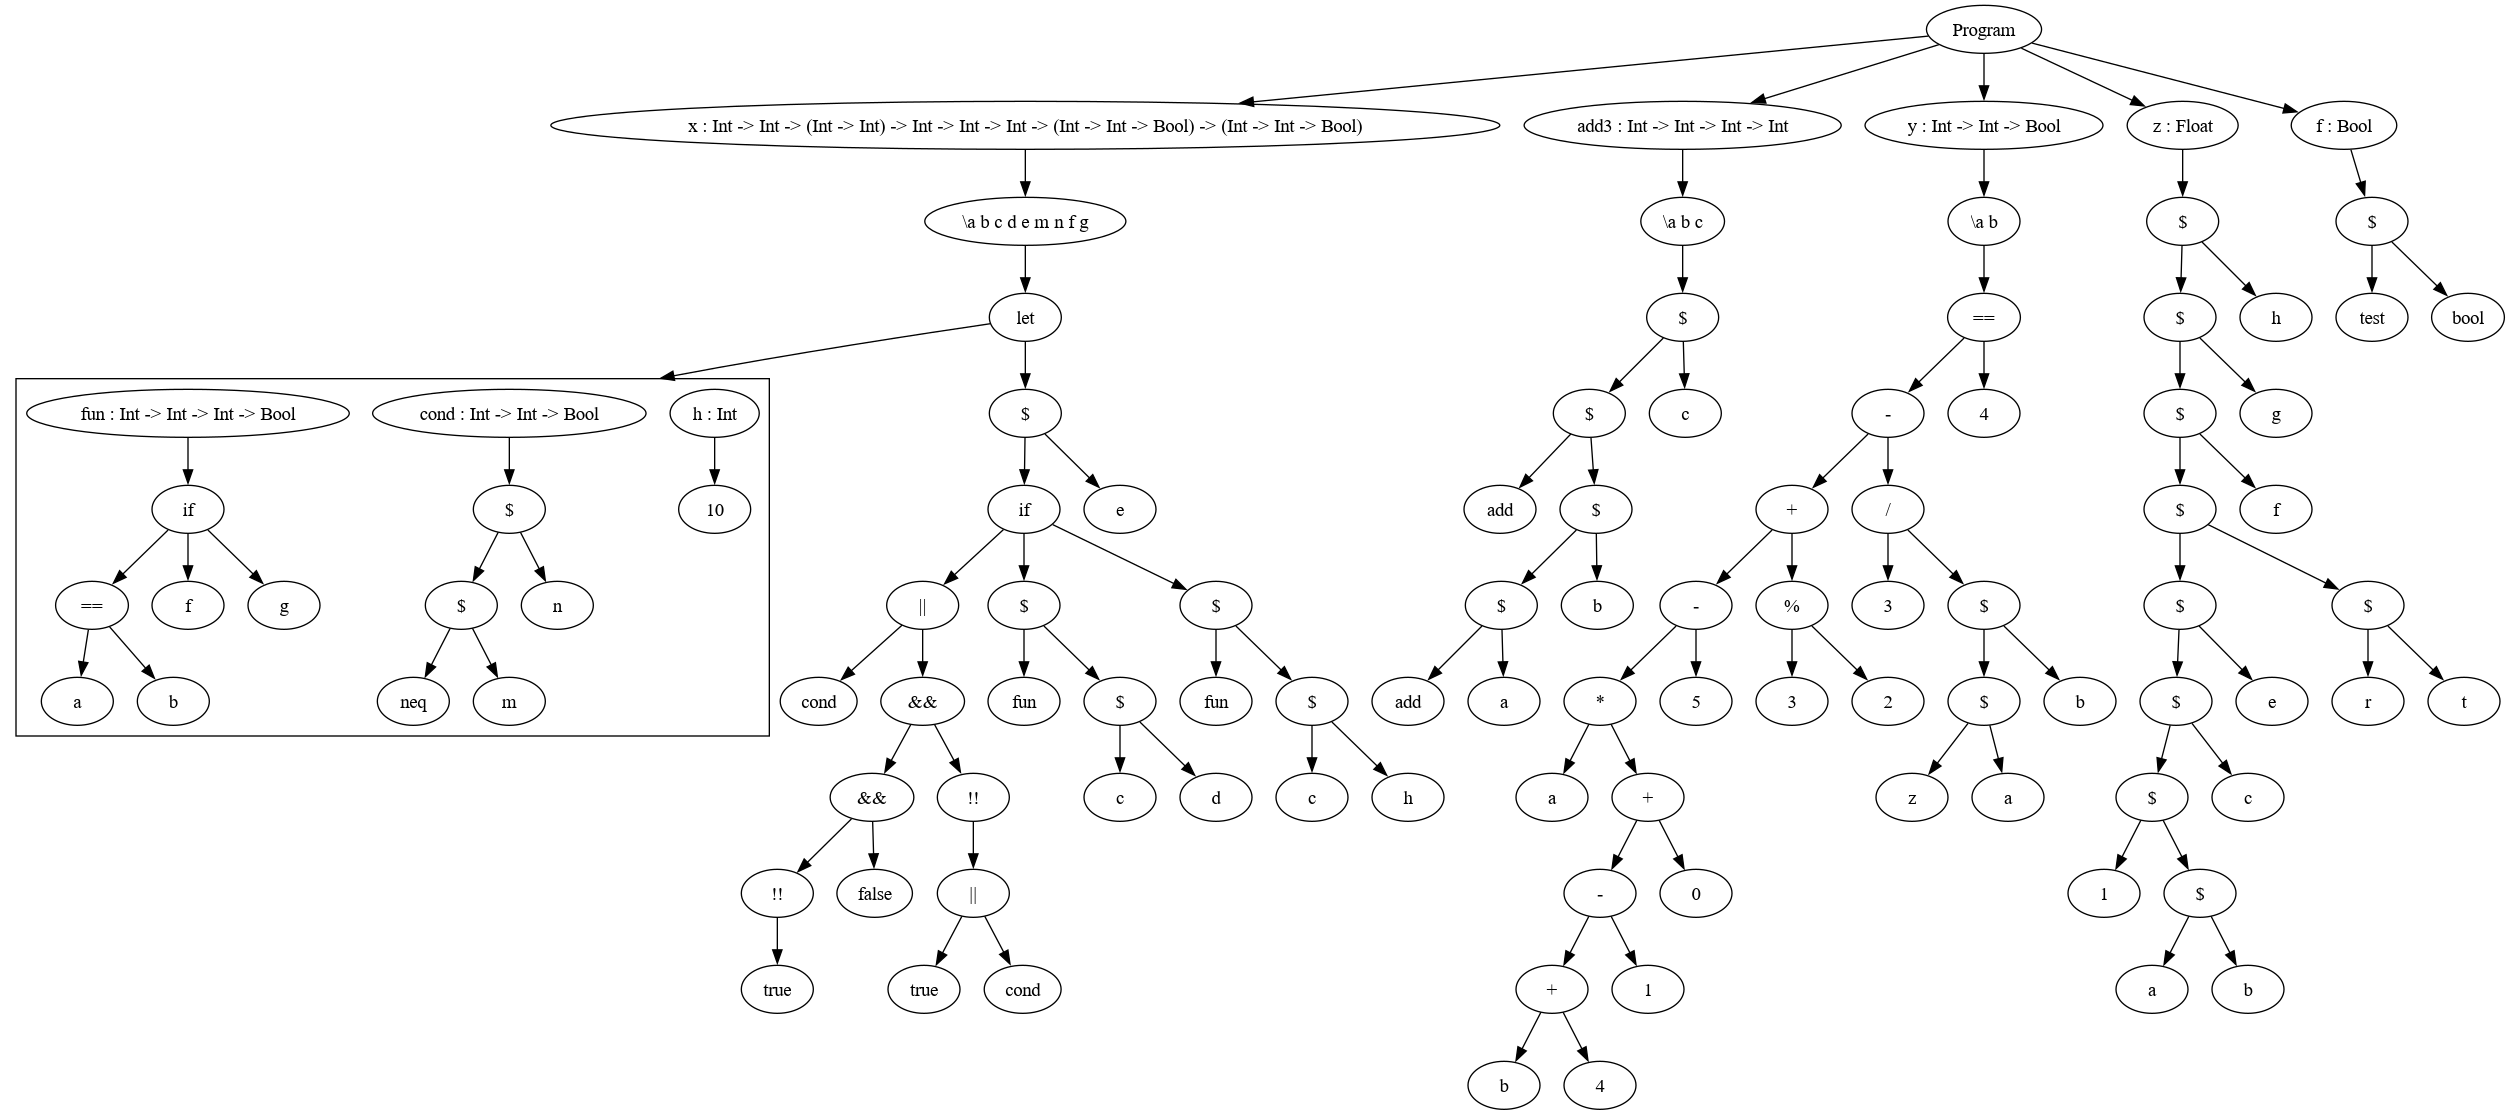 Program
x : Int -> Int -> (Int -> Int) -> Int -> Int -> Int -> (Int -> Int -> Bool) -> (Int -> Int -> Bool) add3 : Int -> Int -> Int -> Int y : Int -> Int -> Bool z : Float f : Bool
\a b c d e m n f g \a b c \a b $ $
let $ == $ h test bool
fun : Int -> Int -> Int -> Bool cond : Int -> Int -> Bool h : Int $ $ c - 4 $ g
if $ 10 if e add $ + / $ f
== f g $ n || $ $ $ b - % 3 $ $ $
a b neq m cond && fun $ fun $ add a * 5 3 2 $ b $ e r t
&& !! c d c h a + z a $ c
!! false || - 0 1 $
true true cond + 1 a b
b 4